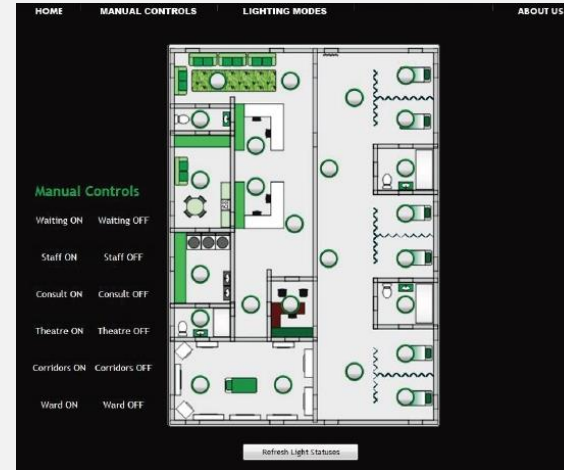 HOME MANUAL CONTROLS LIGHTING MODES ABOUT US
Manual Controls
Waiting ON Waiting OFF
Staff ON Staff OFF
Consult ON Consult OFF
Theatre ON Theatre OFF
Corridors ON Corridors OFF
Ward ON Ward OFF
Refresh Light Statuses